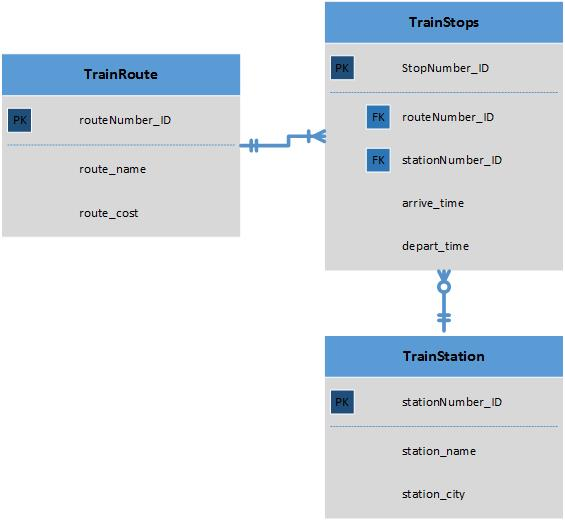 TrainRoute
PK routeNumber_ID
route_name
route_cost
TrainStops
PK StopNumber_ID
FK routeNumber_ID
FK stationNumber_ID
arrive_time
depart_time
TrainStation
PK stationNumber_ID
station_name
station_city